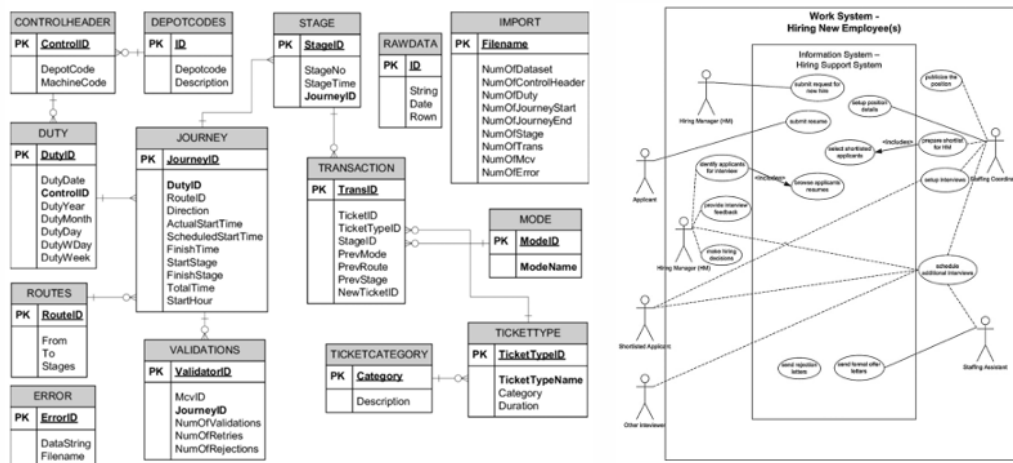 CONTROLHEADER
PK ControlID
DepotCode
MachineCode
DEPOTCODES
PK ID
Depotcode
Description
STAGE
PK StageID
StageNo
StageTime
JourneyID
RAWDATA
PK ID
String
Date
Rown
IMPORT
PK Filename
NumOfDataset
NumOfControlHeader
NumOfDuty
NumOfJourneyStart
NumOfJourneyEnd
NumOfStage
NumOfTrans
NumOfMcv
NumOfError
DUTY
PK DutyID
DutyDate
ControlID
DutyYear
DutyMonth
DutyDay
DutyWDay
DutyWeek
JOURNEY
PK JourneyID
DutyID
RouteID
Direction
ActualStartTime
ScheduledStartTime
FinishTime
StartStage
FinishStage
TotalTime
StartHour
TRANSACTION
PK TransID
TicketID
TicketTypeID
StageID
PrevMode
PrevRoute
PrevStage
NewTicketID
MODE
PK ModeID
ModeName
ROUTES
PK RouteID
From
To
Stages
VALIDATIONS
PK ValidatorID
McvID
JourneyID
NumOfValidations
NumOfRetries
NumOfRejections
TICKETCATEGORY
PK Category
Description
TICKETTYPE
PK TicketTypeID
TicketTypeName
Category
Duration
ERROR
PK ErrorID
DataString
Filename
Work System -
Hiring New Employee(s)
Information System –
Hiring Support
System
submit request for
new hire
publicise the
position
setup position
details
Hiring Manager (HM)
submit resume
<includes>
prepare shortlist
for HM
select shortlisted
applicants
identify applicants
for interview
<includes>
browse applicants'
resumes
setup interviews
Staffing Coordin
Applicant
provide interview
feedback
make hiring
decisions
Hiring Manager (HM)
schedule
additional interviews
Shortlisted Applicant
Staffing Assistant
send rejection
letters
send formal offer
letters
Other Interviewer